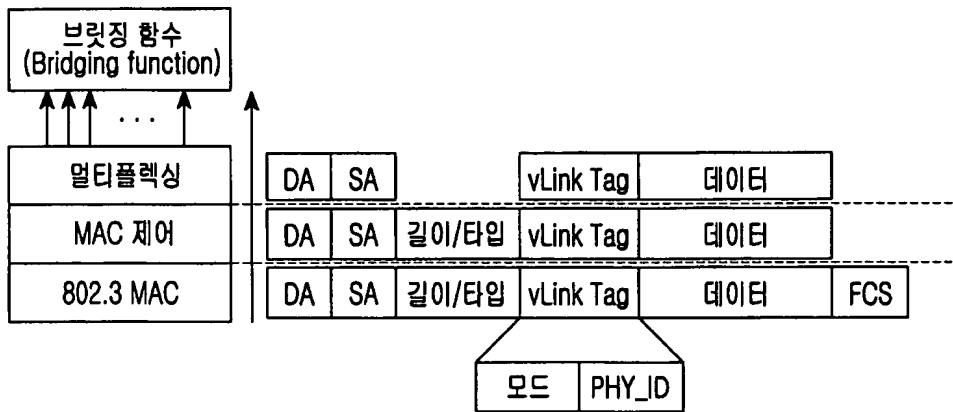 브릿징 함수
(Bridging function)
...
멀티플렉싱 DA SA vLink Tag 데이터
MAC 제어 DA SA 길이/타입 vLink Tag 데이터
802.3 MAC DA SA 길이/타입 vLink Tag 데이터 FCS
모드 PHY_ID